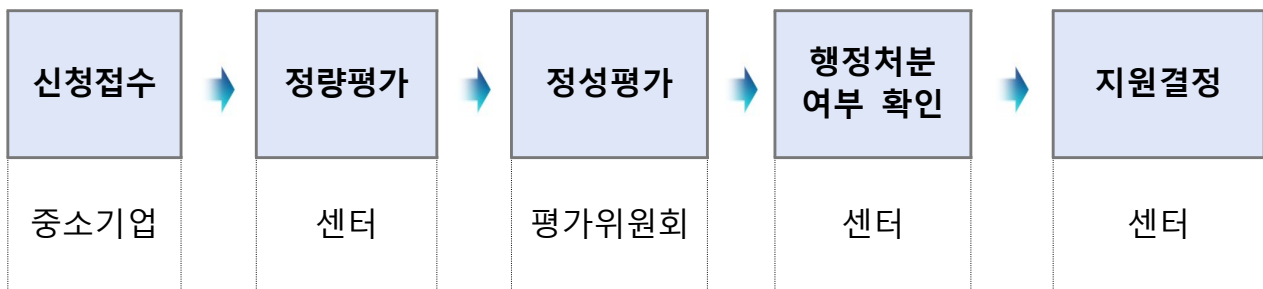 신청접수
정량평가
정성평가
행정처분
여부 확인
지원결정
중소기업
센터
평가위원회
센터
센터